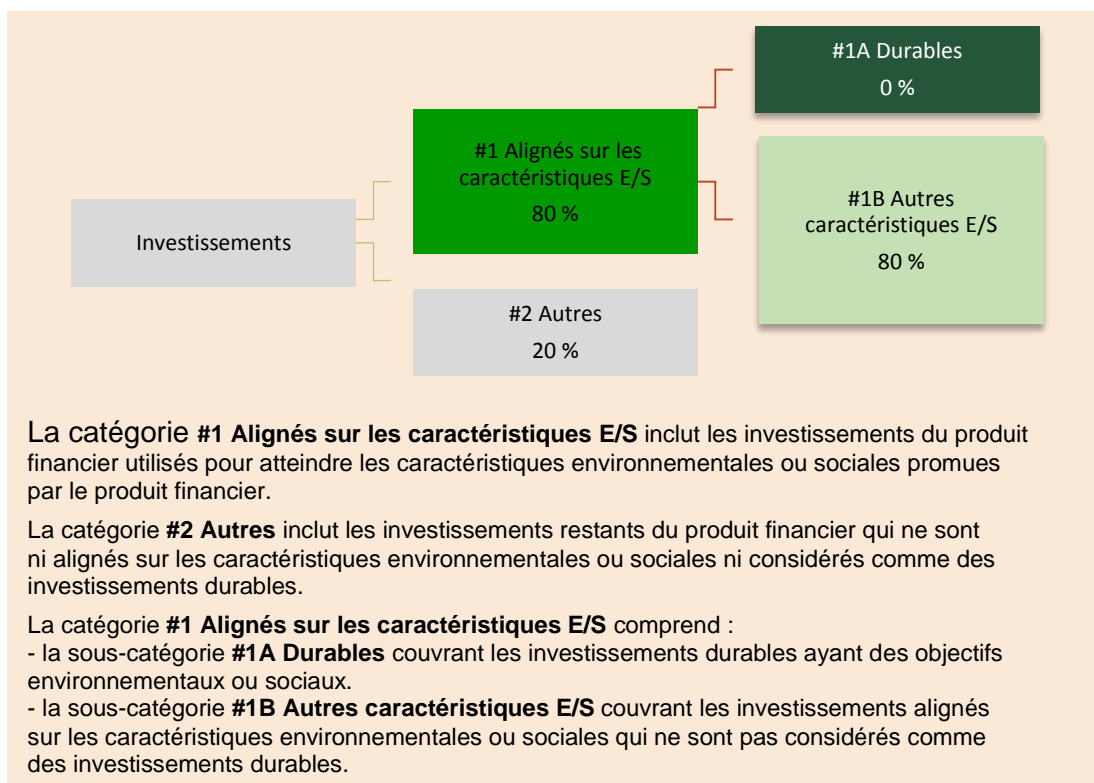 #1A Durables
0 %
#1 Alignés sur les
caractéristiques E/S
80 %
#1B Autres
caractéristiques E/S
80 %
Investissements
#2 Autres
20 %
La catégorie #1 Alignés sur les caractéristiques E/S inclut les investissements du produit
financier utilisés pour atteindre les caractéristiques environnementales ou sociales promues
par le produit financier.
La catégorie #2 Autres inclut les investissements restants du produit financier qui ne sont
ni alignés sur les caractéristiques environnementales ou sociales ni considérés comme des
investissements durables.
La catégorie #1 Alignés sur les caractéristiques E/S comprend :
- la sous-catégorie #1A Durables couvrant les investissements durables ayant des objectifs
environnementaux ou sociaux.
- la sous-catégorie #1B Autres caractéristiques E/S couvrant les investissements alignés
sur les caractéristiques environnementales ou sociales qui ne sont pas considérés comme
des investissements durables.